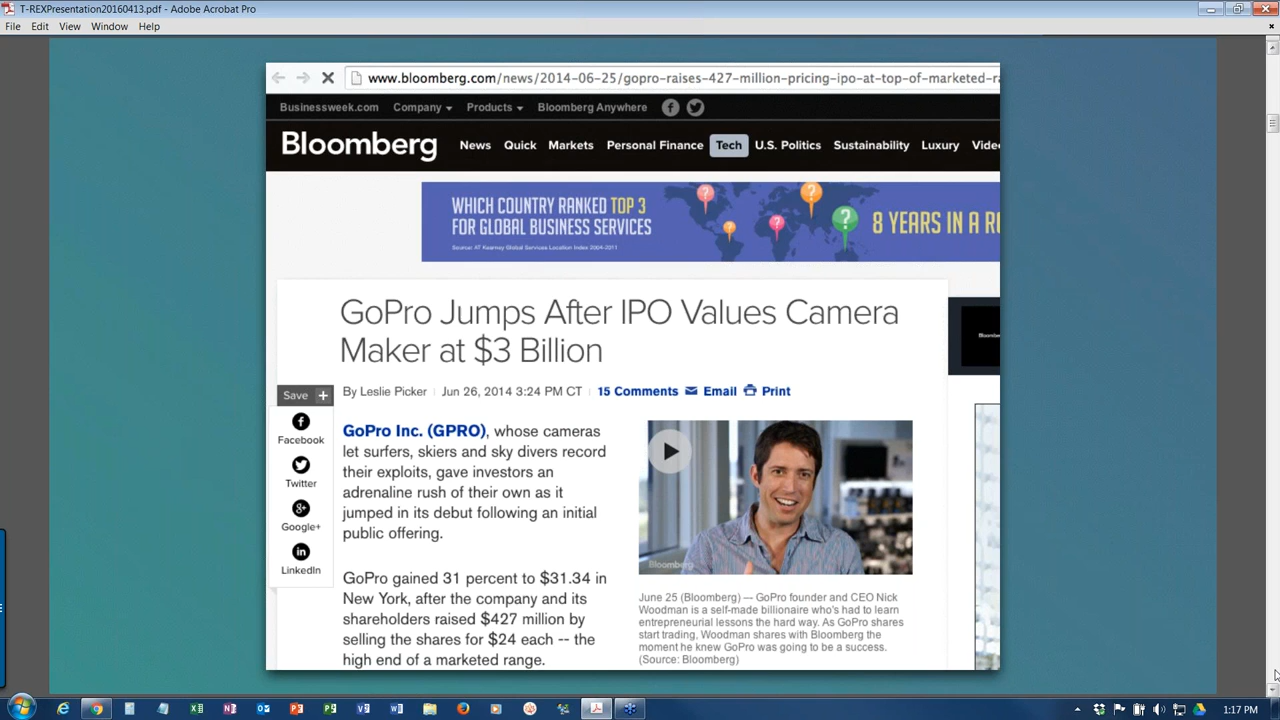 T-REXPresentation20160413.pdf - Adobe Acrobat Pro
File Edit View Window Help
www.bloomberg.com/news/2014-06-25/gopro-raises-427-million-pricing-ipo-at-top-of-marketed-r
Businessweek.com Company Products Bloomberg Anywhere
Bloomberg News Quick Markets Personal Finance Tech U.S. Politics Sustainability Luxury Vide
WHICH COUNTRY RANKED TOP 3
FOR GLOBAL BUSINESS SERVICES
8 YEARS IN A R
Source: AT Kearney Global Services Location Index 2004-2011
GoPro Jumps After IPO Values Camera
Maker at $3 Billion
By Leslie Picker Jun 26, 2014 3:24 PM CT 15 Comments Email Print
Save +
Facebook
Twitter
Google+
LinkedIn
GoPro Inc. (GPRO), whose cameras
let surfers, skiers and sky divers record
their exploits, gave investors an
adrenaline rush of their own as it
jumped in its debut following an initial
public offering.
GoPro gained 31 percent to $31.34 in
New York, after the company and its
shareholders raised $427 million by
selling the shares for $24 each -- the
high end of a marketed range.
Bloomberg
June 25 (Bloomberg) –– GoPro founder and CEO Nick
Woodman is a self-made billionaire who's had to learn
entrepreneurial lessons the hard way. As GoPro shares
start trading, Woodman shares with Bloomberg the
moment he knew GoPro was going to be a success.
(Source: Bloomberg)
1:17 PM